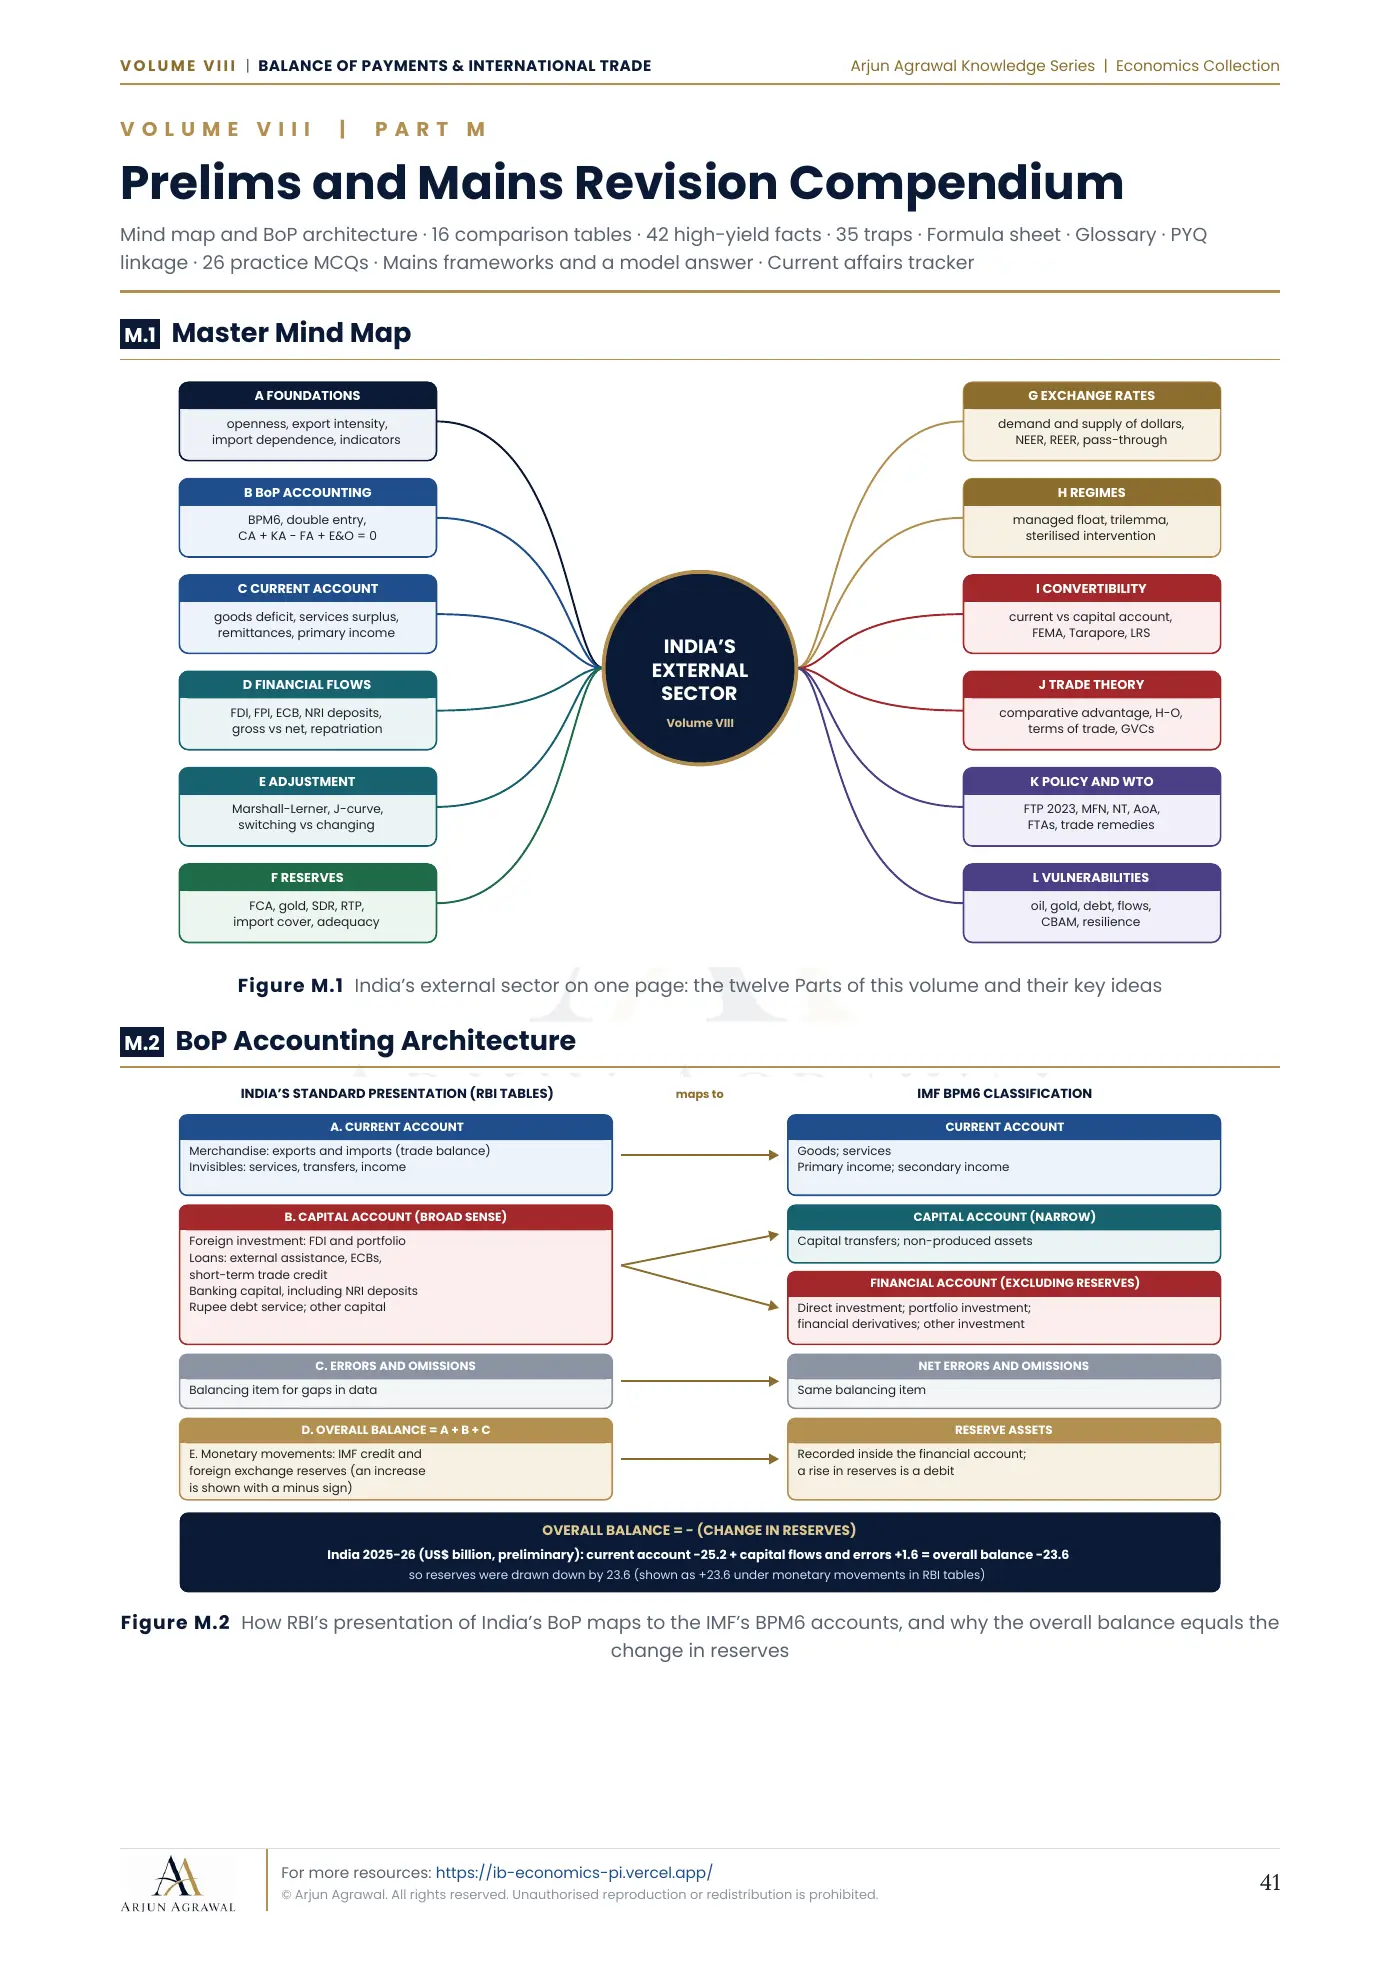 VOLUME VIII | BALANCE OF PAYMENTS & INTERNATIONAL TRADE
Arjun Agrawal Knowledge Series | Economics Collection
VOLUME VIII | PART M
Prelims and Mains Revision Compendium
Mind map and BoP architecture · 16 comparison tables · 42 high-yield facts · 35 traps · Formula sheet · Glossary · PYQ
linkage · 26 practice MCQs · Mains frameworks and a model answer · Current affairs tracker
M.1 Master Mind Map
A FOUNDATIONS
openness, export intensity,
import dependence, indicators
B BoP ACCOUNTING
BPM6, double entry,
CA + KA - FA + E&O = 0
C CURRENT ACCOUNT
goods deficit, services surplus,
remittances, primary income
D FINANCIAL FLOWS
FDI, FPI, ECB, NRI deposits,
gross vs net, repatriation
E ADJUSTMENT
Marshall-Lerner, J-curve,
switching vs changing
F RESERVES
FCA, gold, SDR, RTP,
import cover, adequacy
INDIA'S
EXTERNAL
SECTOR
Volume VIII
G EXCHANGE RATES
demand and supply of dollars,
NEER, REER, pass-through
H REGIMES
managed float, trilemma,
sterilised intervention
I CONVERTIBILITY
current vs capital account,
FEMA, Tarapore, LRS
J TRADE THEORY
comparative advantage, H-O,
terms of trade, GVCs
K POLICY AND WTO
FTP 2023, MFN, NT, AoA,
FTAs, trade remedies
L VULNERABILITIES
oil, gold, debt, flows,
CBAM, resilience
Figure M.1 India's external sector on one page: the twelve Parts of this volume and their key ideas
M.2 BoP Accounting Architecture
INDIA'S STANDARD PRESENTATION (RBI TABLES)
maps to
IMF BPM6 CLASSIFICATION
A. CURRENT ACCOUNT
Merchandise: exports and imports (trade balance)
Invisibles: services, transfers, income
CURRENT ACCOUNT
Goods; services
Primary income; secondary income
B. CAPITAL ACCOUNT (BROAD SENSE)
Foreign investment: FDI and portfolio
Loans: external assistance, ECBs,
short-term trade credit
Banking capital, including NRI deposits
Rupee debt service; other capital
CAPITAL ACCOUNT (NARROW)
Capital transfers; non-produced assets
FINANCIAL ACCOUNT (EXCLUDING RESERVES)
Direct investment; portfolio investment;
financial derivatives; other investment
C. ERRORS AND OMISSIONS
Balancing item for gaps in data
NET ERRORS AND OMISSIONS
Same balancing item
D. OVERALL BALANCE = A + B + C
E. Monetary movements: IMF credit and
foreign exchange reserves (an increase
is shown with a minus sign)
RESERVE ASSETS
Recorded inside the financial account;
a rise in reserves is a debit
OVERALL BALANCE = - (CHANGE IN RESERVES)
India 2025-26 (US$ billion, preliminary): current account -25.2 + capital flows and errors +1.6 = overall balance -23.6
so reserves were drawn down by 23.6 (shown as +23.6 under monetary movements in RBI tables)
Figure M.2 How RBI's presentation of India's BoP maps to the IMF's BPM6 accounts, and why the overall balance equals the
change in reserves
ARJUN AGRAWAL
For more resources: https://ib-economics-pi.vercel.app/
© Arjun Agrawal. All rights reserved. Unauthorised reproduction or redistribution is prohibited.
41